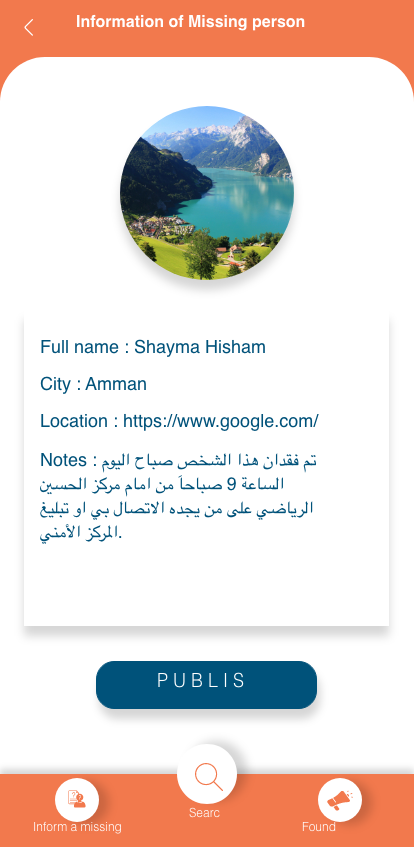 Information of Missing person
Full name : Shayma Hisham
City : Amman
Location : https://www.google.com/
Notes : تم فقدان هذا الشخص صباح اليوم
الساعة 9 صباحاَ من امام مركز الحسين
الرياضي على من يجده الاتصال بي او تبليغ
المركز الأمني.
PUBLIS
Searc
Inform a missing
Found